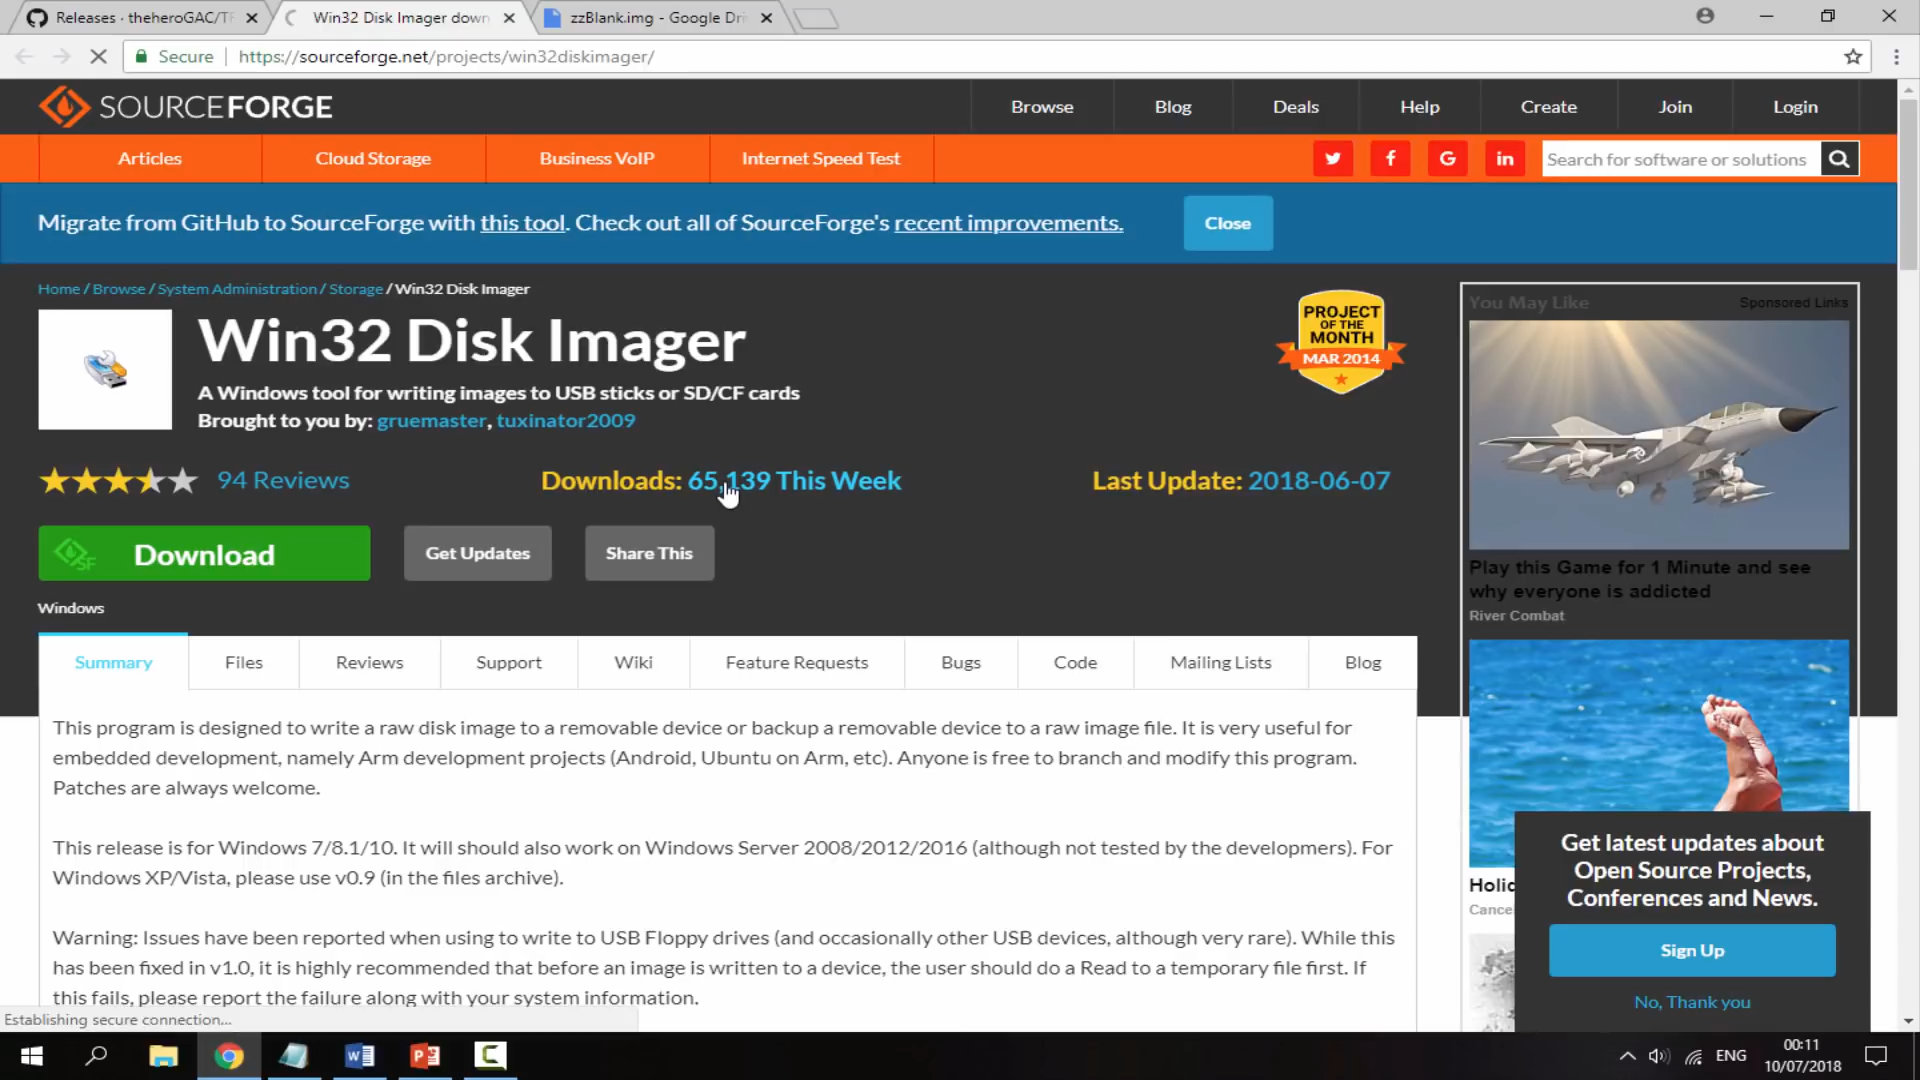 Releases · theheroGAC/TF
Win32 Disk Imager down
zzBlank.img - Google Dri
Secure
https://sourceforge.net/projects/win32diskimager/
SOURCEFORGE
Browse
Blog
Deals
Help
Create
Join
Login
Articles
Cloud Storage
Business VoIP
Internet Speed Test
Search for software or solutions
Migrate from GitHub to SourceForge with this tool. Check out all of SourceForge's recent improvements.
Close
Home / Browse / System Administration / Storage / Win32 Disk Imager
Win32 Disk Imager
A Windows tool for writing images to USB sticks or SD/CF cards
Brought to you by: gruemaster, tuxinator2009
PROJECT
OF THE
MONTH
MAR 2014
94 Reviews
Downloads: 65,139 This Week
Last Update: 2018-06-07
SF
Download
Get Updates
Share This
Windows
Summary
Files
Reviews
Support
Wiki
Feature Requests
Bugs
Code
Mailing Lists
Blog
This program is designed to write a raw disk image to a removable device or backup a removable device to a raw image file. It is very useful for
embedded development, namely Arm development projects (Android, Ubuntu on Arm, etc). Anyone is free to branch and modify this program.
Patches are always welcome.
This release is for Windows 7/8.1/10. It will should also work on Windows Server 2008/2012/2016 (although not tested by the developmers). For
Windows XP/Vista, please use v0.9 (in the files archive).
Warning: Issues have been reported when using to write to USB Floppy drives (and occasionally other USB devices, although very rare). While this
has been fixed in v1.0, it is highly recommended that before an image is written to a device, the user should do a Read to a temporary file first. If
this fails, please report the failure along with your system information.
You May Like
Sponsored Links
Play this Game for 1 Minute and see
why everyone is addicted
River Combat
Holic
Cance
Get latest updates about
Open Source Projects,
Conferences and News.
Sign Up
No, Thank you
Establishing secure connection...
ENG
00:11
10/07/2018